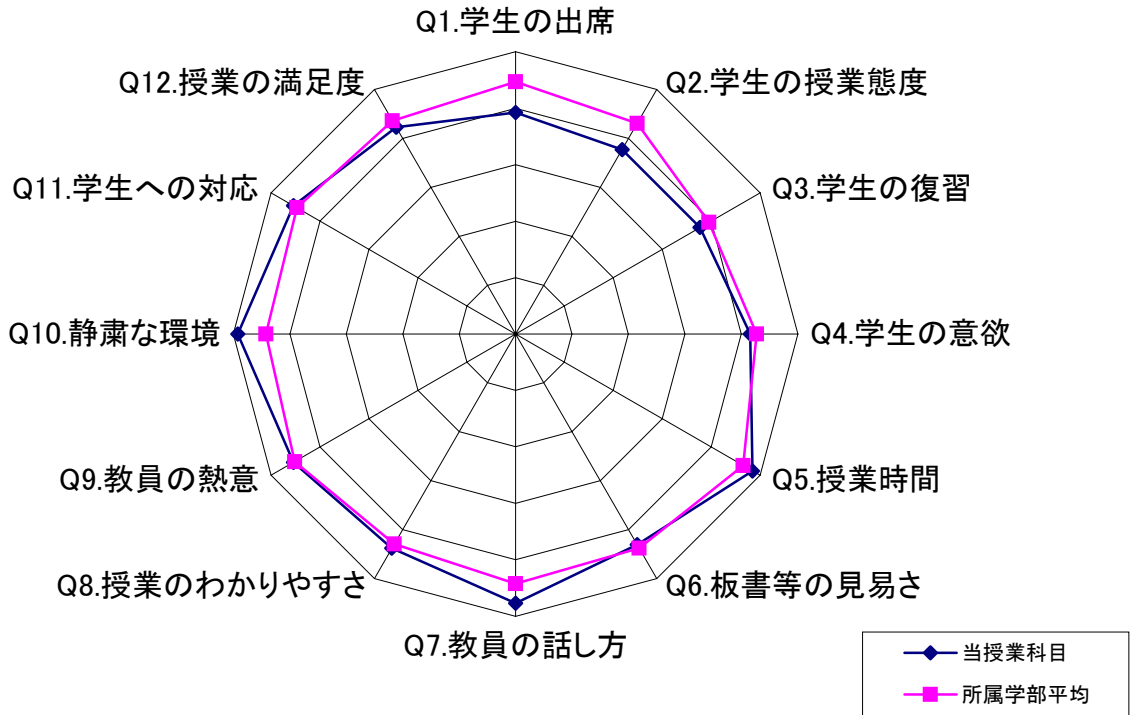 Q1.学生の出席
Q2.学生の授業態度
Q3.学生の復習
Q4.学生の意欲
Q5.授業時間
Q6.板書等の見易さ
Q7.教員の話し方
Q8.授業のわかりやすさ
Q9.教員の熱意
Q10.静粛な環境
Q11.学生への対応
Q12.授業の満足度
当授業科目
所属学部平均